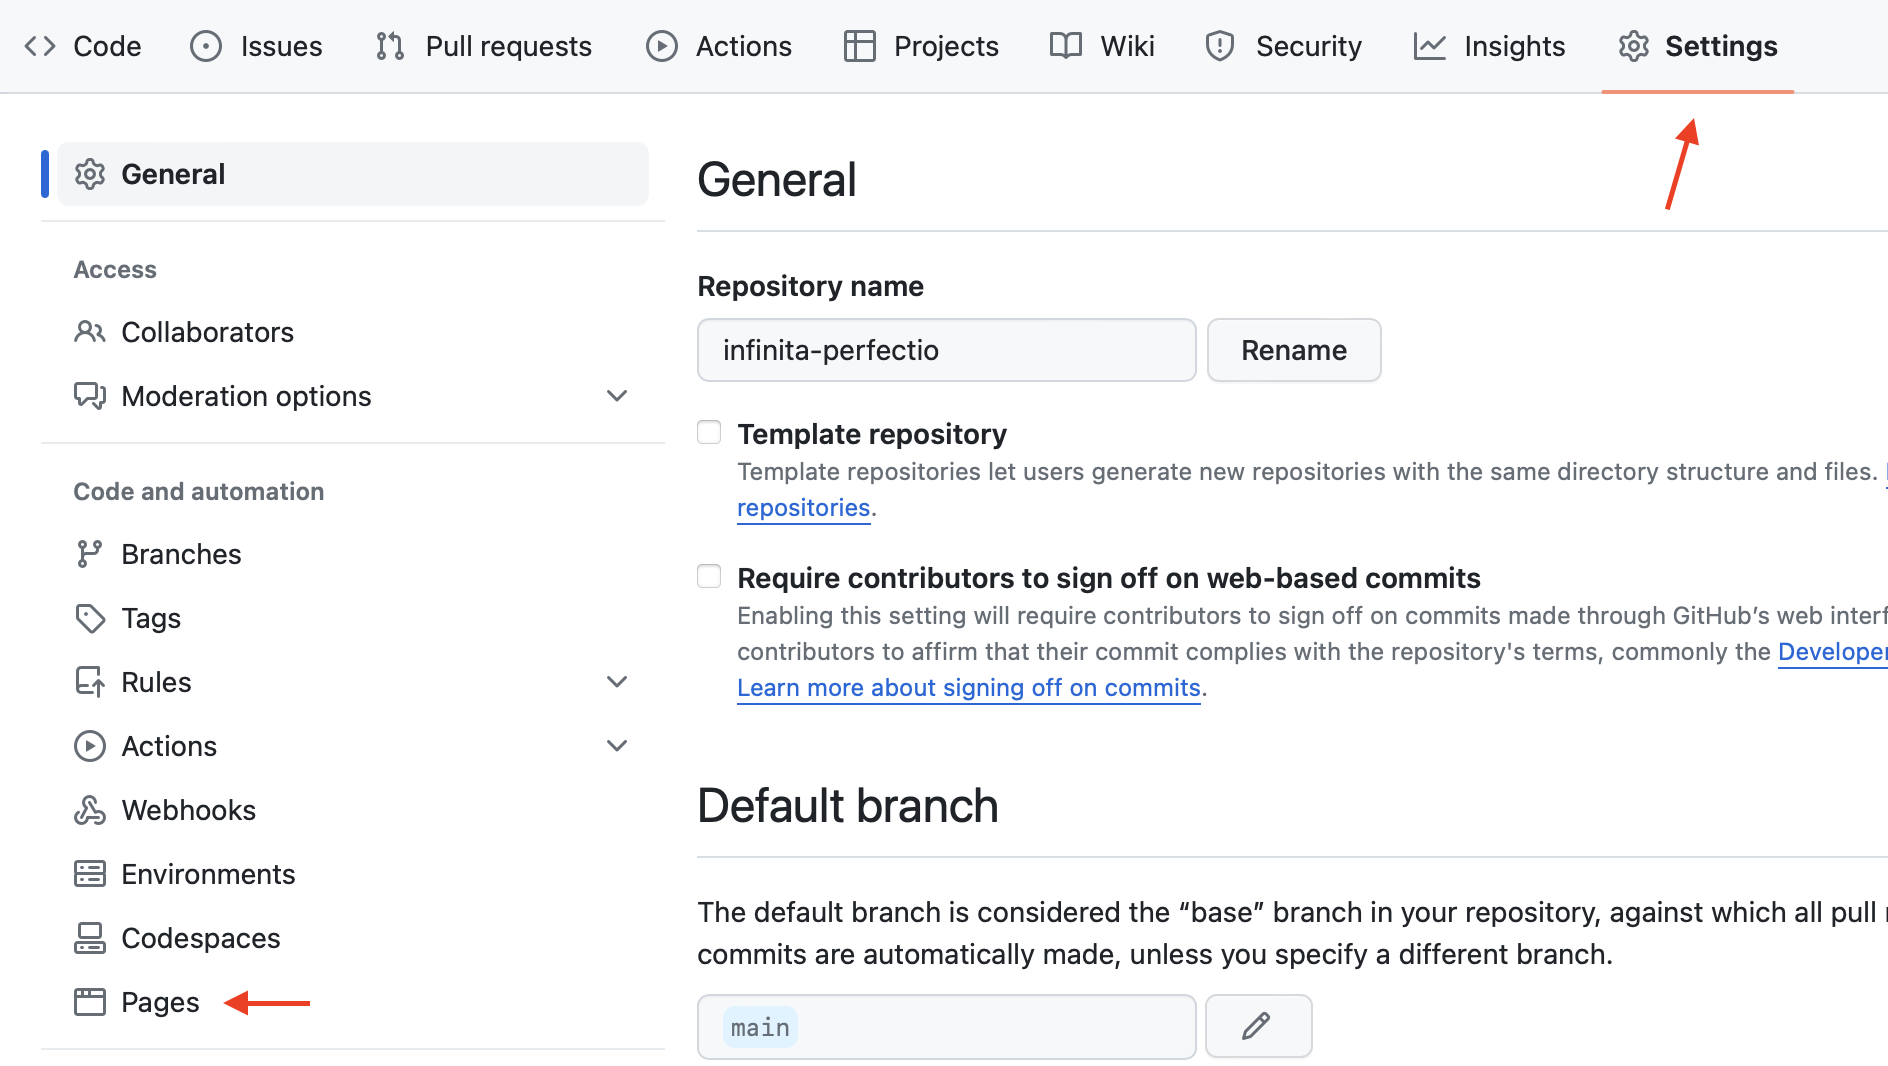 Code Issues Pull requests Actions Projects Wiki Security Insights Settings
General
Access
Collaborators
Moderation options
Code and automation
Branches
Tags
Rules
Actions
Webhooks
Environments
Codespaces
Pages
General
Repository name
infinita-perfectio Rename
Template repository
Template repositories let users generate new repositories with the same directory structure and files.
repositories.
Require contributors to sign off on web-based commits
Enabling this setting will require contributors to sign off on commits made through GitHub’s web interf
contributors to affirm that their commit complies with the repository's terms, commonly the Developer
Learn more about signing off on commits.
Default branch
The default branch is considered the “base” branch in your repository, against which all pull
commits are automatically made, unless you specify a different branch.
main